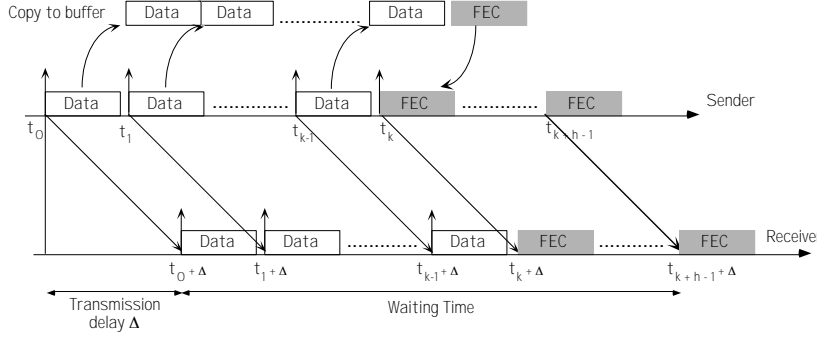 Copy to buffer Data Data .................. Data FEC
Data Data .................. Data FEC .................. FEC Sender
t0 t1 tk-1 tk tk+h-1
Data Data .................. Data FEC .................. FEC Receive
t0 + Δ t1 + Δ tk-1 + Δ tk + Δ tk+h-1 + Δ
Transmission
delay Δ
Waiting Time